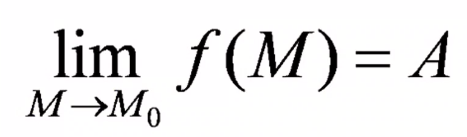 lim f(M) = A
M→M₀